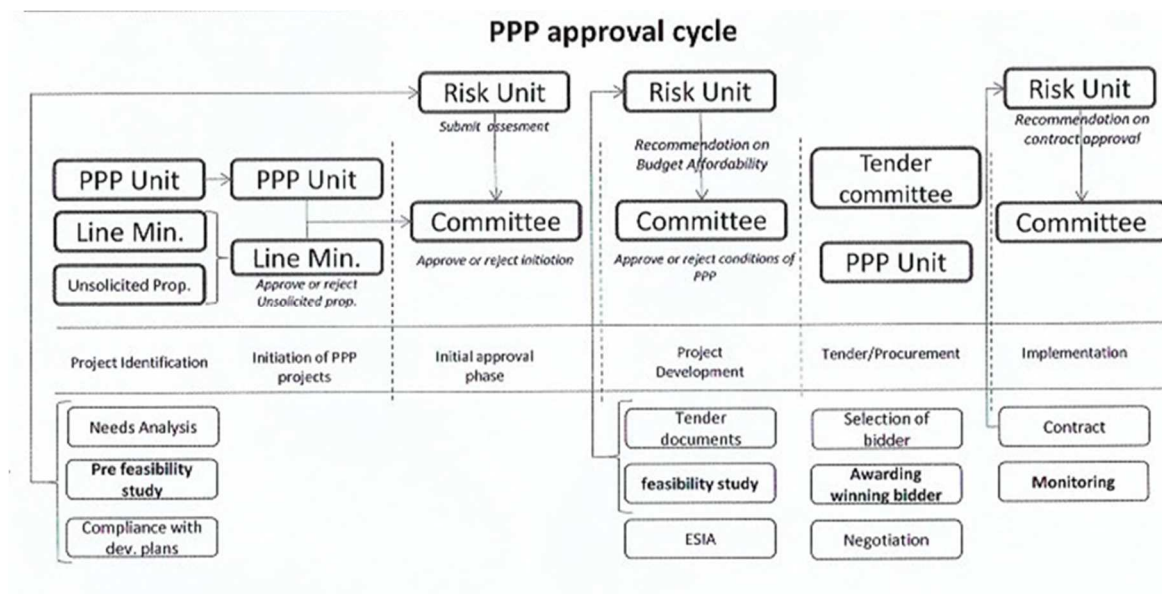 PPP approval cycle
Risk Unit
Submit assesment
Risk Unit
Recommendation on
Budget Affordability
Risk Unit
Recommendation on
contract approval
PPP Unit
PPP Unit
Line Min.
Unsolicited Prop.
Line Min.
Approve or reject
Unsolicited prop.
Committee
Approve or reject initiation
Committee
Approve or reject conditions of
PPP
Tender
committee
PPP Unit
Committee
Project Identification
Initiation of PPP
projects
Initial approval
phase
Project
Development
Tender/Procurement
Implementation
Needs Analysis
Pre feasibility
study
Compliance with
dev. plans
Tender
documents
feasibility study
ESIA
Selection of
bidder
Awarding
winning bidder
Negotiation
Contract
Monitoring